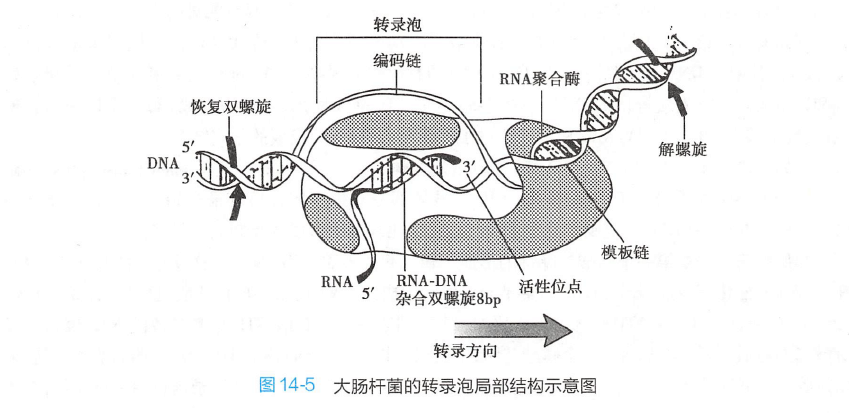 转录泡
编码链
RNA聚合酶
恢复双螺旋
解螺旋
DNA
5′
3′
3′
模板链
RNA
5′
RNA-DNA
杂合双螺旋8bp
活性位点
转录方向
图14-5 大肠杆菌的转录泡局部结构示意图